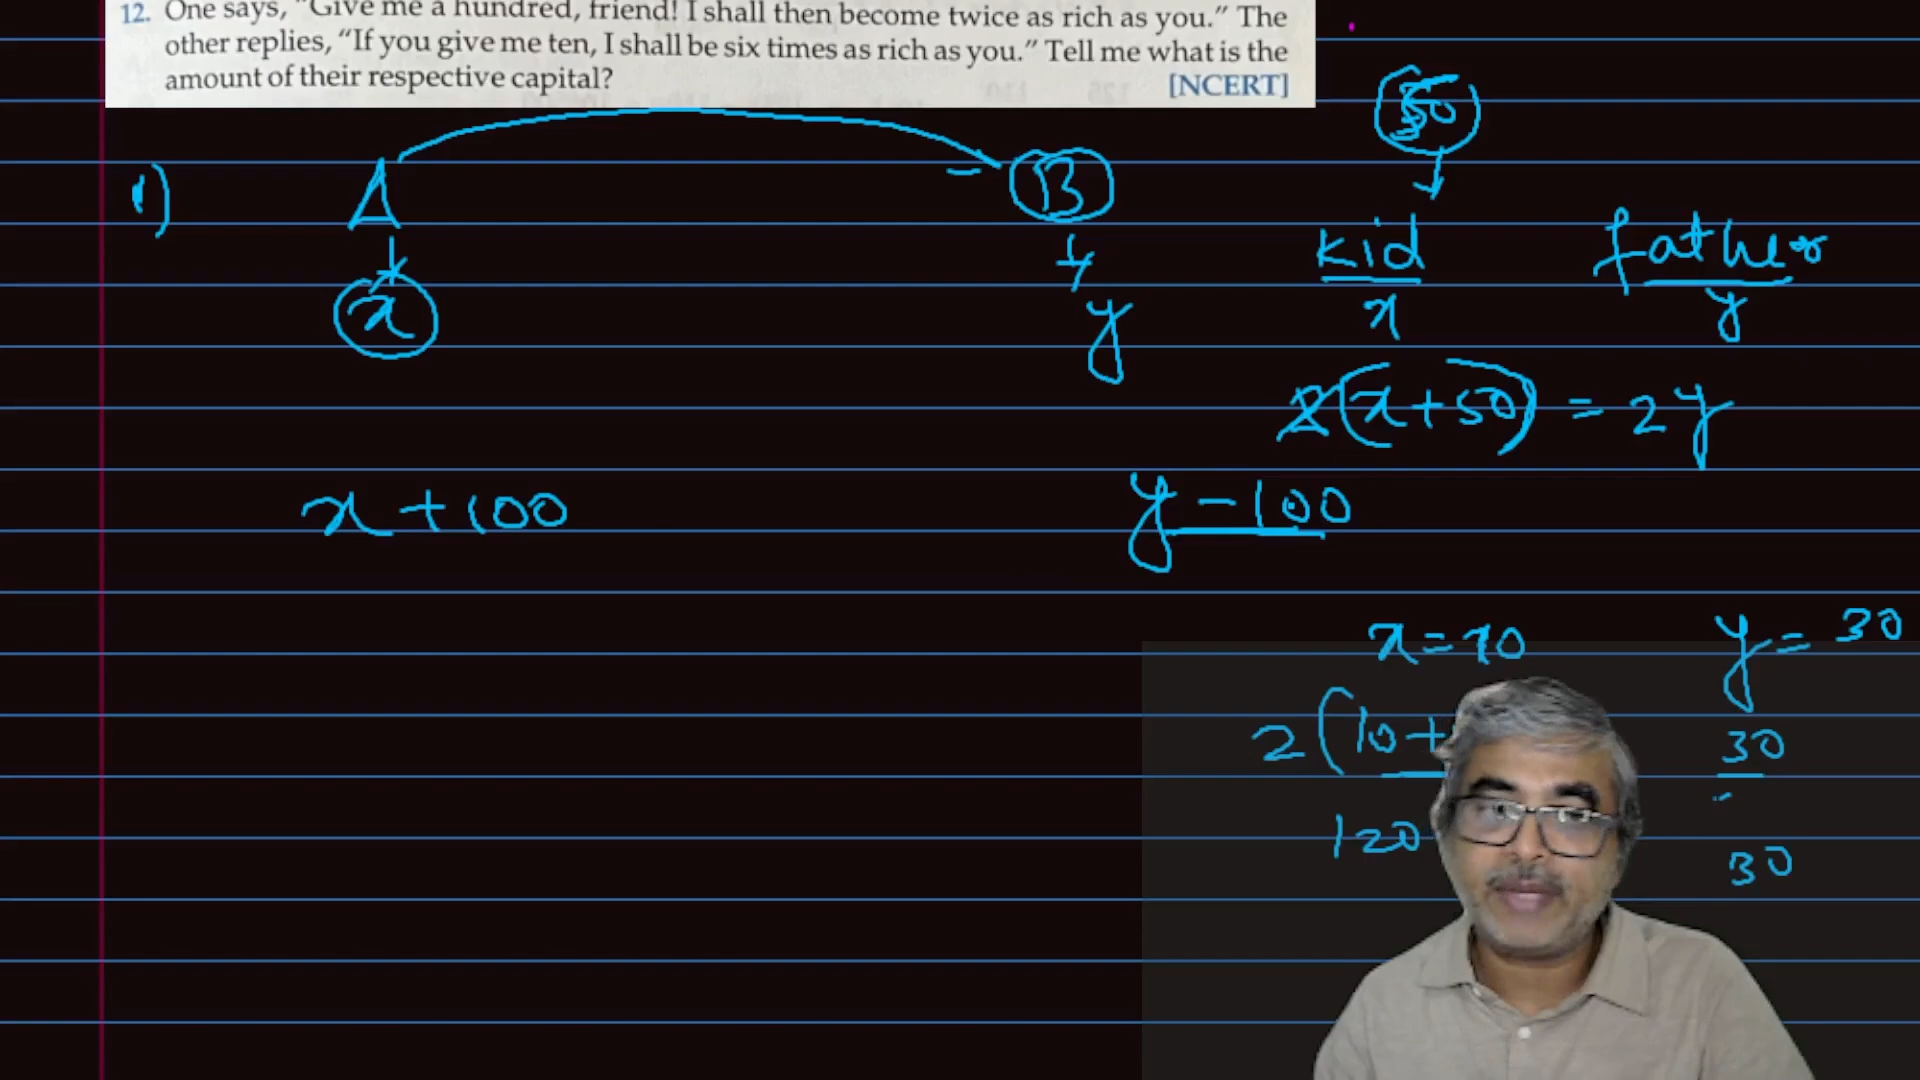 12. One says, "Give me a hundred, friend! I shall then become twice as rich as you." The
other replies, "If you give me ten, I shall be six times as rich as you." Tell me what is the
amount of their respective capital?
[NCERT]
1) A - B
x y
50
kid father
x y
2(x+50) = 2y
x + 100 y - 100
x = 10 y = 30
2(10+ 30
120 30